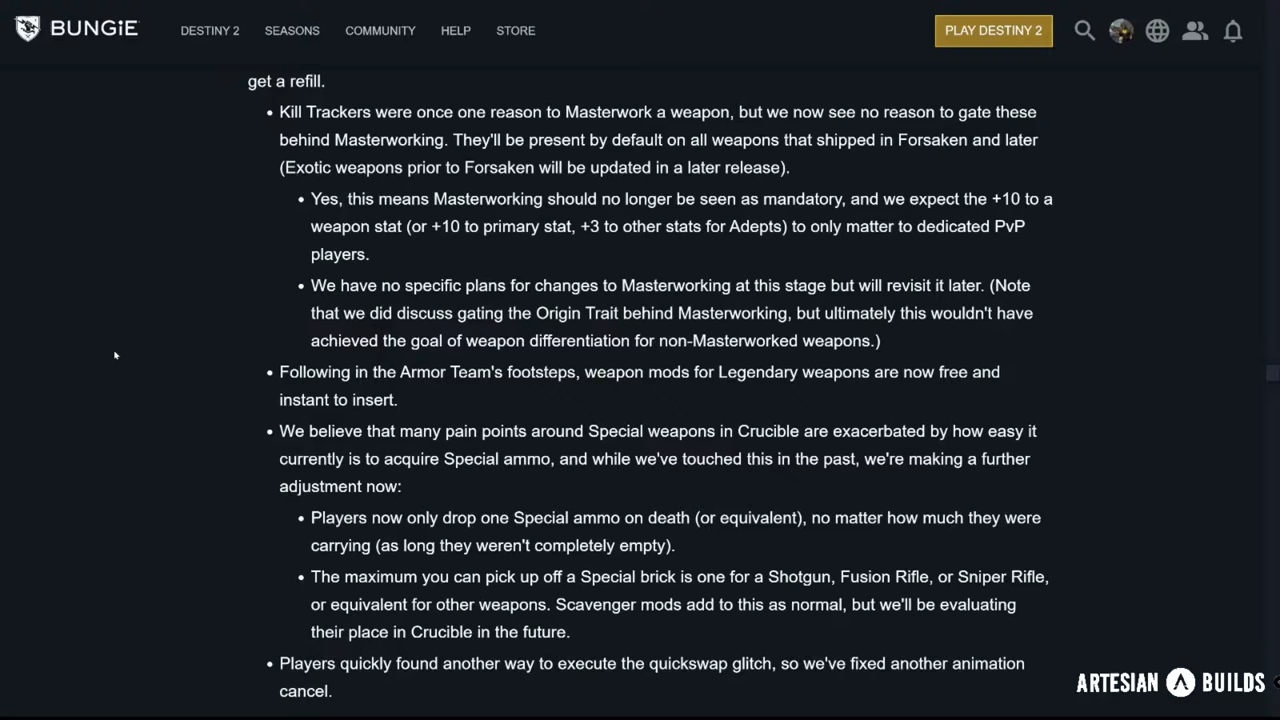 BUNGiE DESTINY 2 SEASONS COMMUNITY HELP STORE PLAY DESTINY 2
get a refill.
• Kill Trackers were once one reason to Masterwork a weapon, but we now see no reason to gate these
behind Masterworking. They'll be present by default on all weapons that shipped in Forsaken and later
(Exotic weapons prior to Forsaken will be updated in a later release).
• Yes, this means Masterworking should no longer be seen as mandatory, and we expect the +10 to a
weapon stat (or +10 to primary stat, +3 to other stats for Adepts) to only matter to dedicated PvP
players.
• We have no specific plans for changes to Masterworking at this stage but will revisit it later. (Note
that we did discuss gating the Origin Trait behind Masterworking, but ultimately this wouldn't have
achieved the goal of weapon differentiation for non-Masterworked weapons.)
• Following in the Armor Team's footsteps, weapon mods for Legendary weapons are now free and
instant to insert.
• We believe that many pain points around Special weapons in Crucible are exacerbated by how easy it
currently is to acquire Special ammo, and while we've touched this in the past, we're making a further
adjustment now:
• Players now only drop one Special ammo on death (or equivalent), no matter how much they were
carrying (as long they weren't completely empty).
• The maximum you can pick up off a Special brick is one for a Shotgun, Fusion Rifle, or Sniper Rifle,
or equivalent for other weapons. Scavenger mods add to this as normal, but we'll be evaluating
their place in Crucible in the future.
• Players quickly found another way to execute the quickswap glitch, so we've fixed another animation
cancel.
ARTESIAN BUILDS